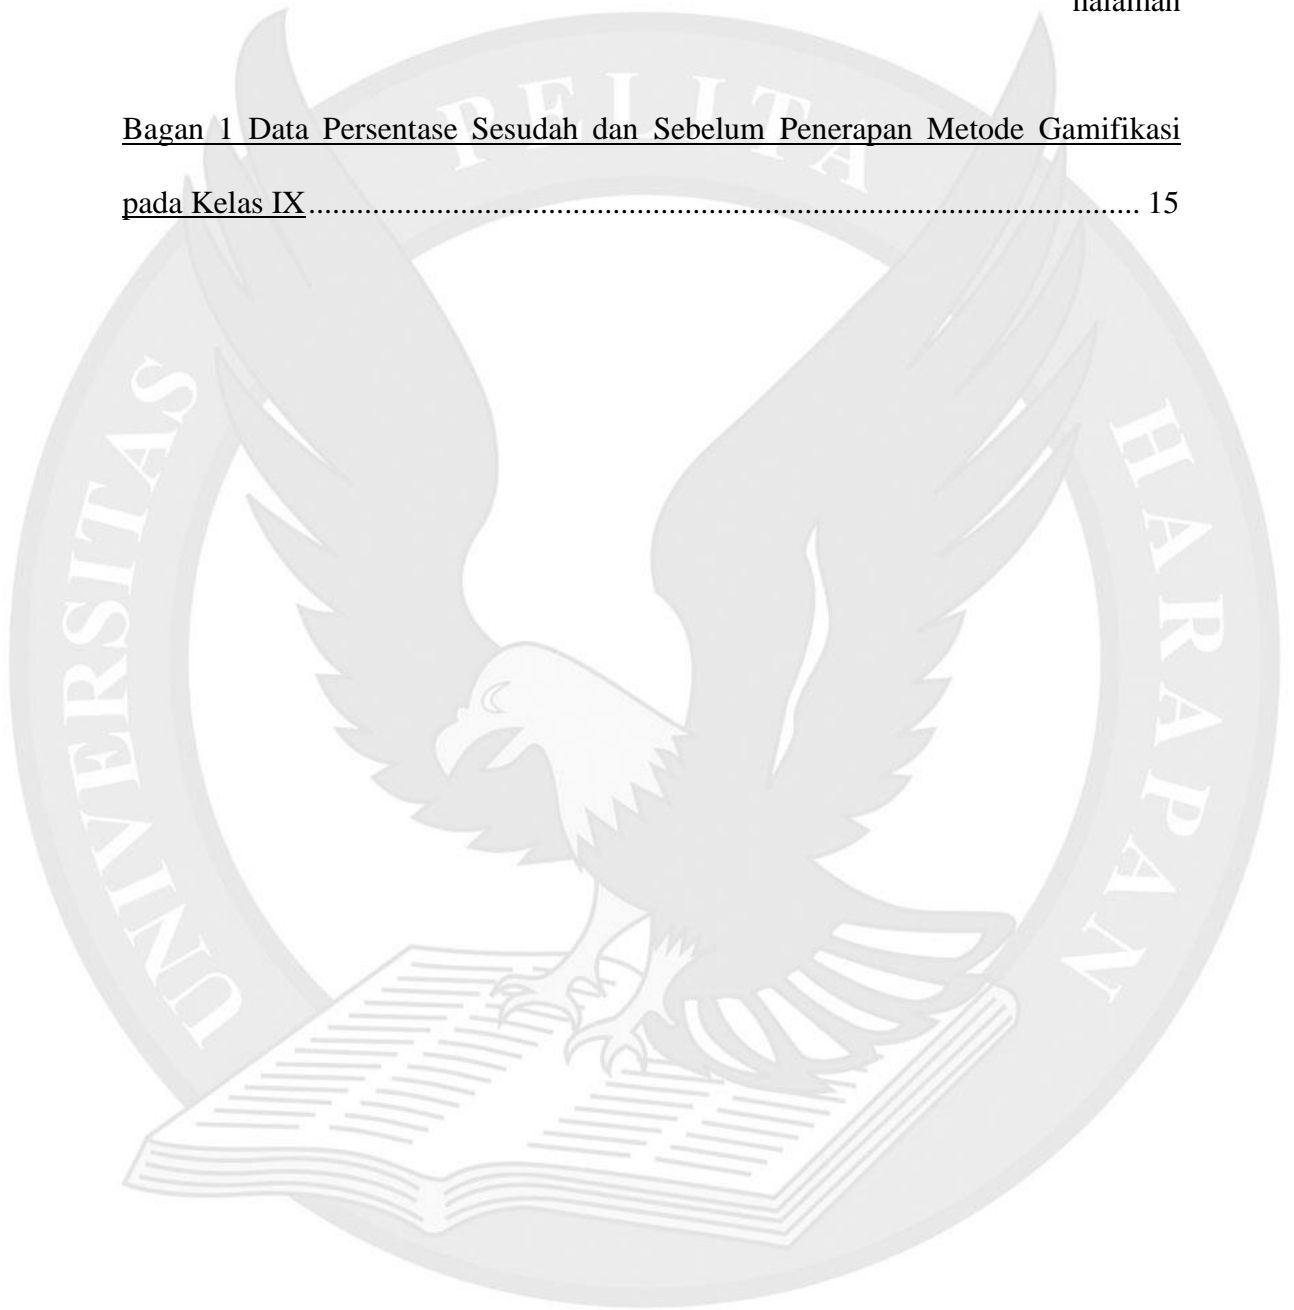 halaman
PELITA
Bagan 1 Data Persentase Sesudah dan Sebelum Penerapan Metode Gamifikasi
pada Kelas IX.......................................................................................................... 15
UNIVERSITAS
HARAPAN